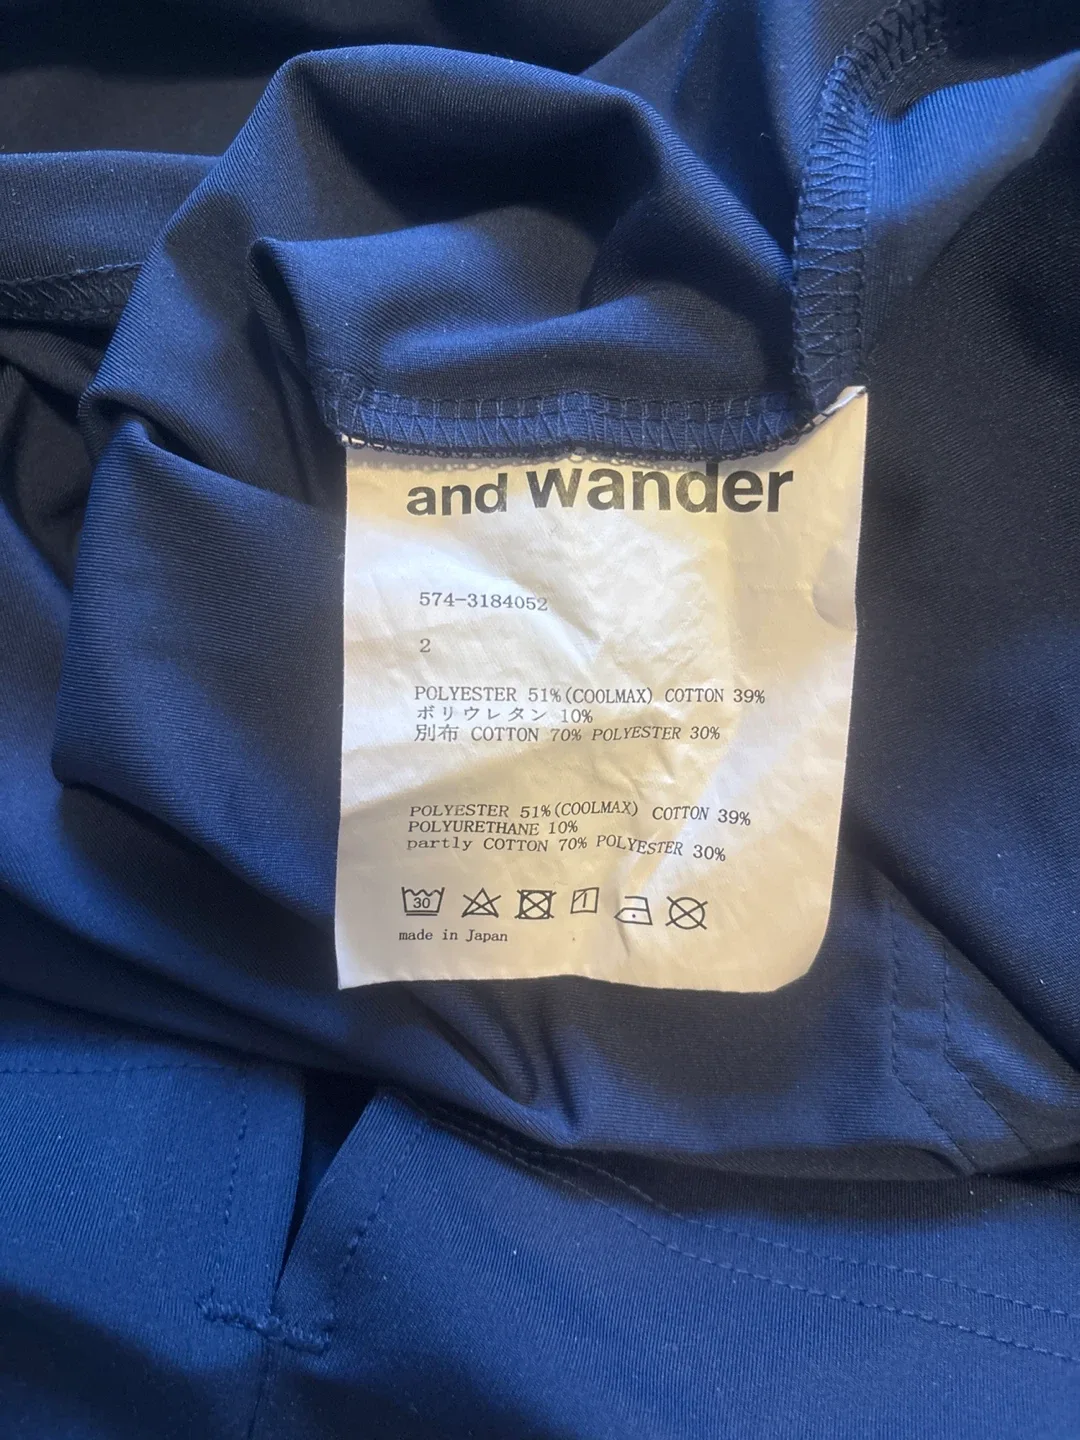 and wander
574-3184052
2
POLYESTER 51%(COOLMAX) COTTON 39%
ポリウレタン 10%
別布 COTTON 70% POLYESTER 30%
POLYESTER 51%(COOLMAX) COTTON 39%
POLYURETHANE 10%
partly COTTON 70% POLYESTER 30%
30
made in Japan